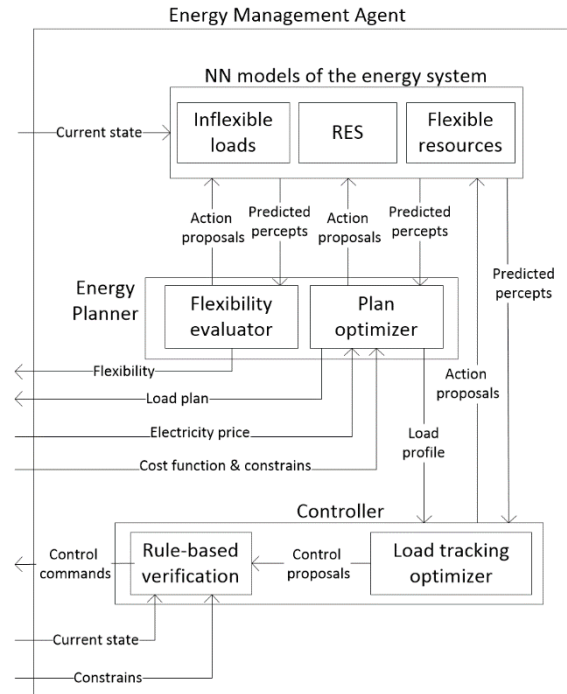 Energy Management Agent
NN models of the energy system
Inflexible
loads
RES
Flexible
resources
Current state
Action
proposals
Predicted
percepts
Action
proposals
Predicted
percepts
Predicted
percepts
Energy
Planner
Flexibility
evaluator
Plan
optimizer
Flexibility
Load plan
Action
proposals
Electricity price
Load
profile
Cost function & constrains
Controller
Control
commands
Rule-based
verification
Control
proposals
Load tracking
optimizer
Current state
Constrains